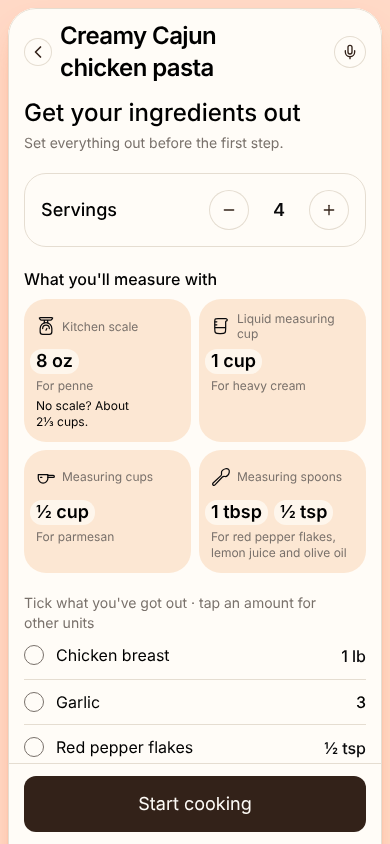 Creamy Cajun
chicken pasta
Get your ingredients out
Set everything out before the first step.
Servings
4
What you'll measure with
Kitchen scale
8 oz
For penne
No scale? About
2⅓ cups.
Liquid measuring
cup
1 cup
For heavy cream
Measuring cups
½ cup
For parmesan
Measuring spoons
1 tbsp ½ tsp
For red pepper flakes,
lemon juice and olive oil
Tick what you've got out · tap an amount for
other units
Chicken breast 1 lb
Garlic 3
Red pepper flakes ½ tsp
Start cooking